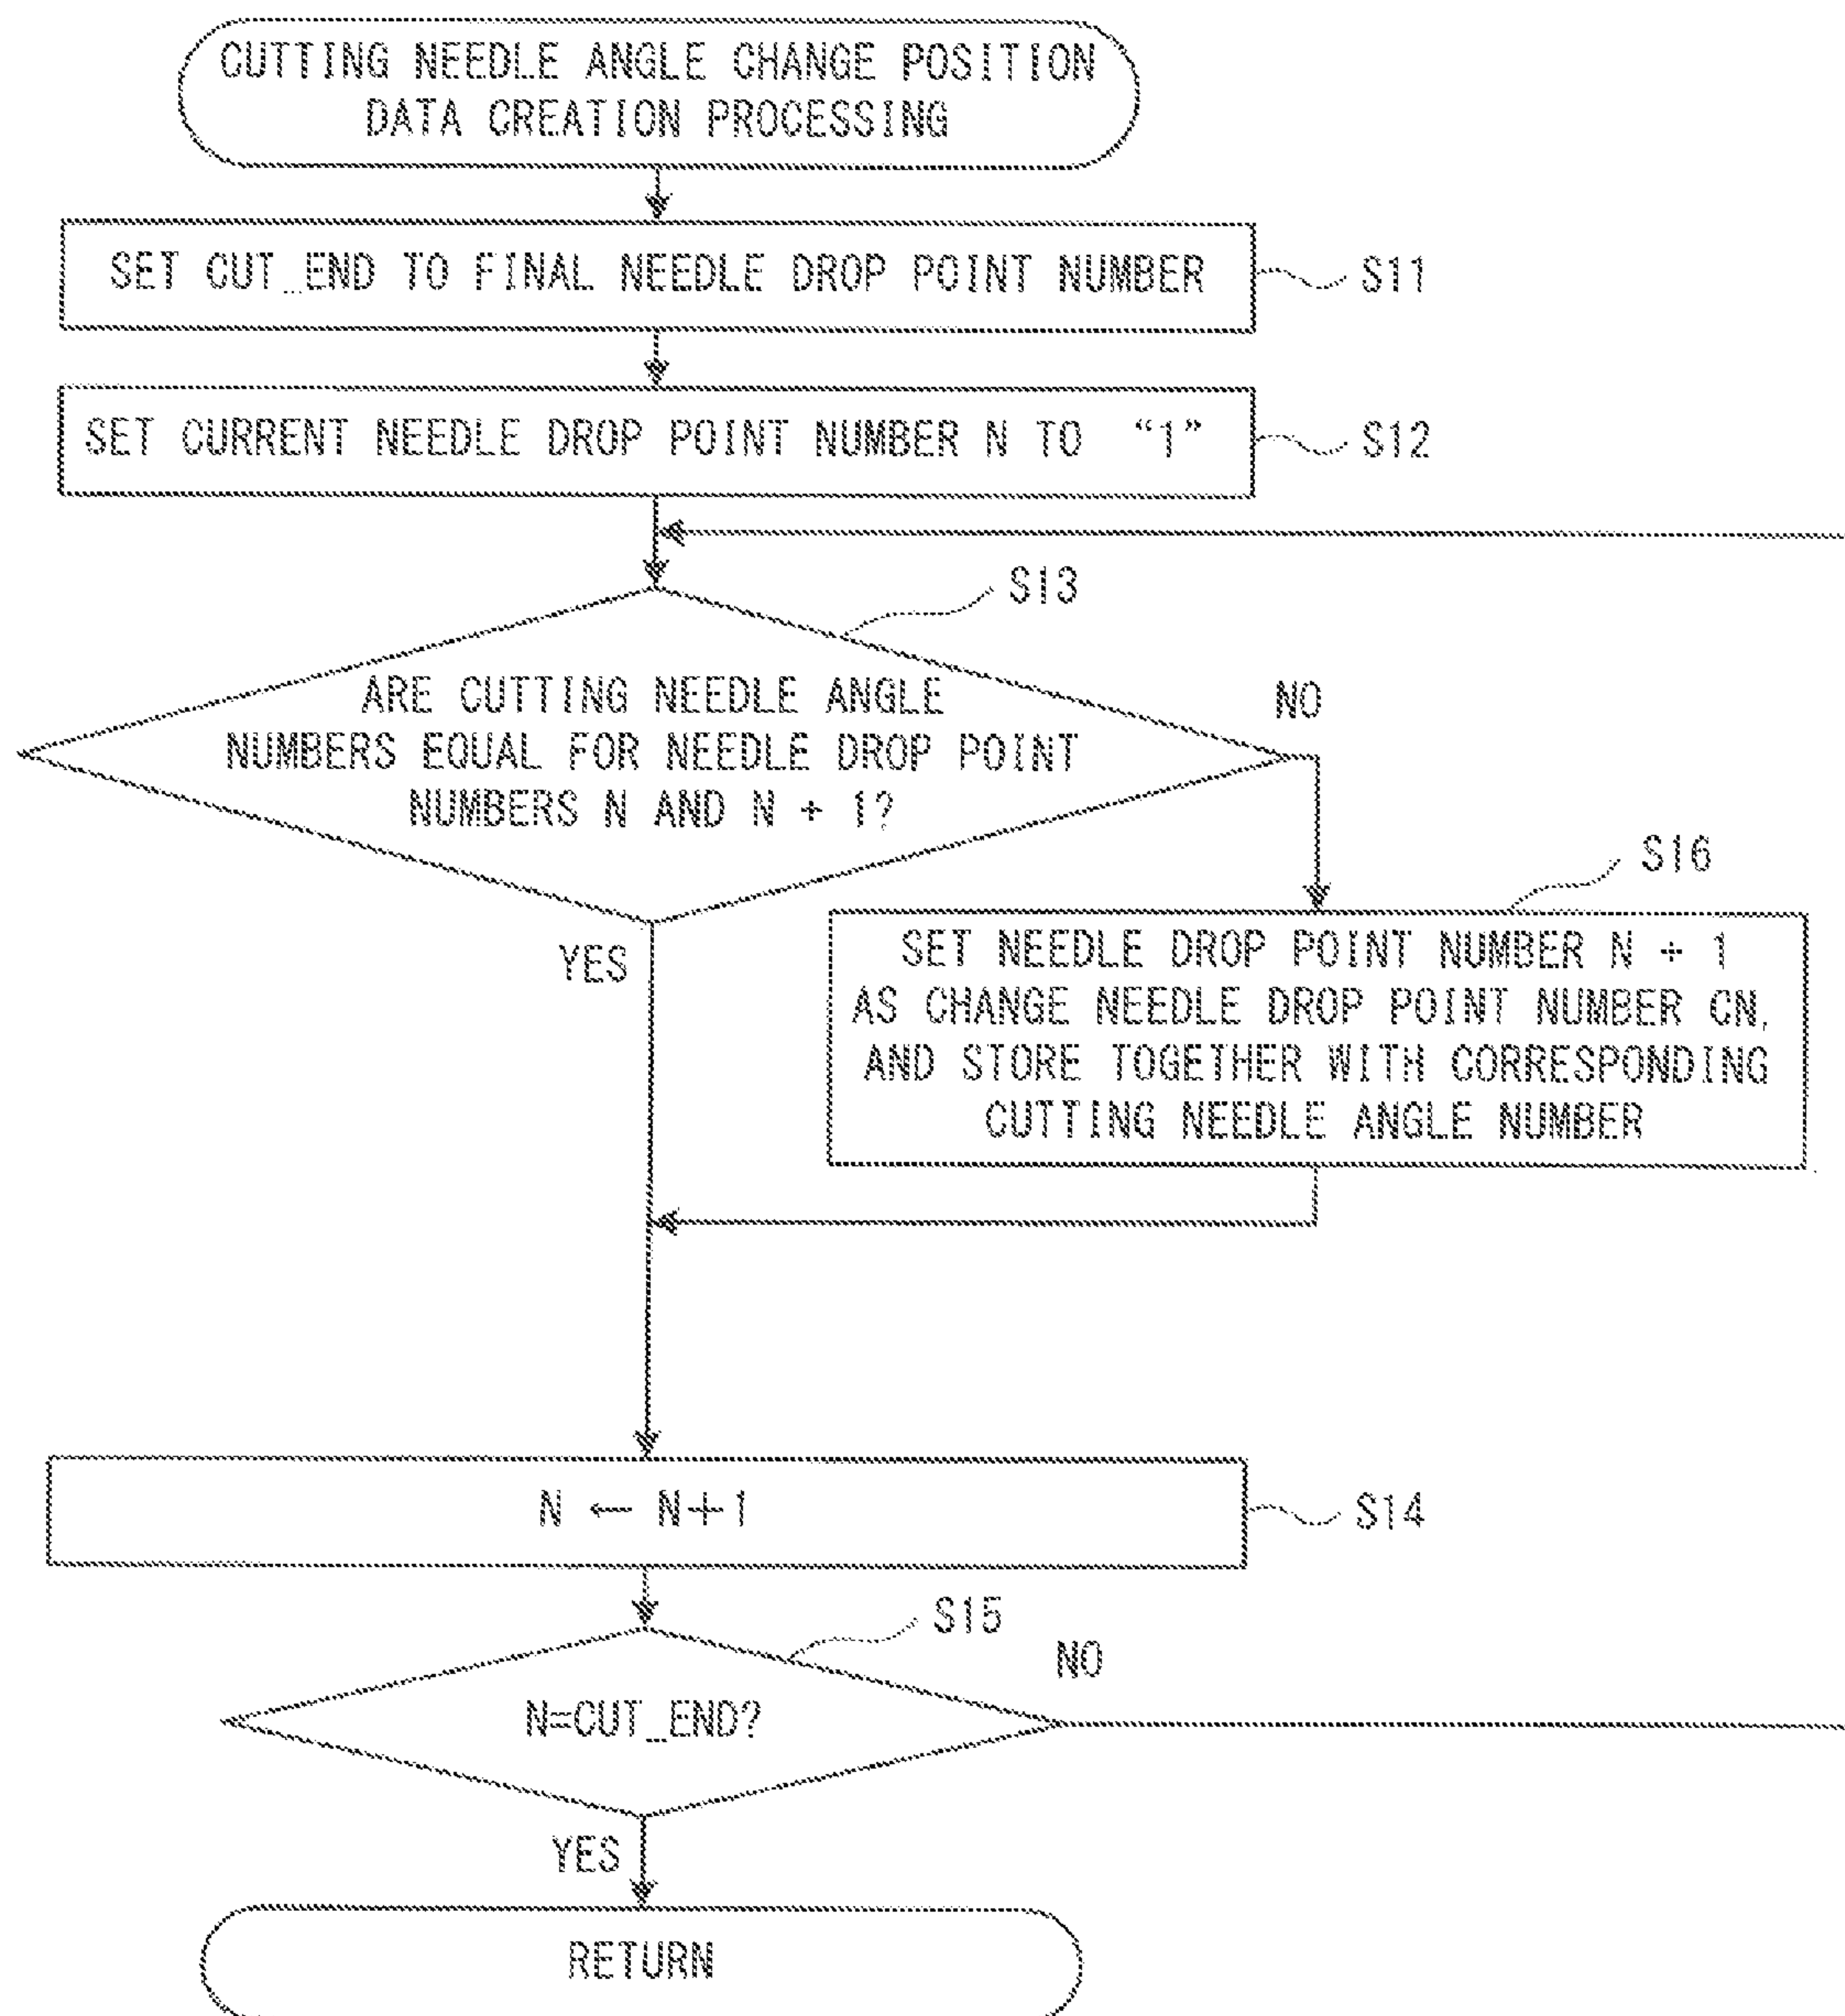 CUTTING NEEDLE ANGLE CHANGE POSITION
DATA CREATION PROCESSING
SET CUT_END TO FINAL NEEDLE DROP POINT NUMBER
S11
SET CURRENT NEEDLE DROP POINT NUMBER N TO “1”
S12
S13
ARE CUTTING NEEDLE ANGLE
NUMBERS EQUAL FOR NEEDLE DROP POINT
NUMBERS N AND N + 1?
NO
YES
S16
SET NEEDLE DROP POINT NUMBER N + 1
AS CHANGE NEEDLE DROP POINT NUMBER CN,
AND STORE TOGETHER WITH CORRESPONDING
CUTTING NEEDLE ANGLE NUMBER
N ← N+1
S14
S15
N=CUT_END?
NO
YES
RETURN